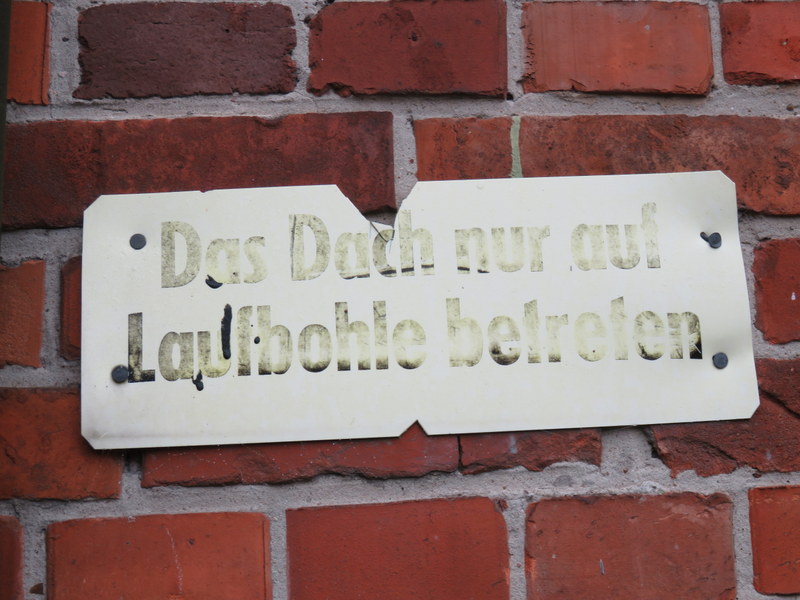 Das Dach nur auf
Laufbohle betreten